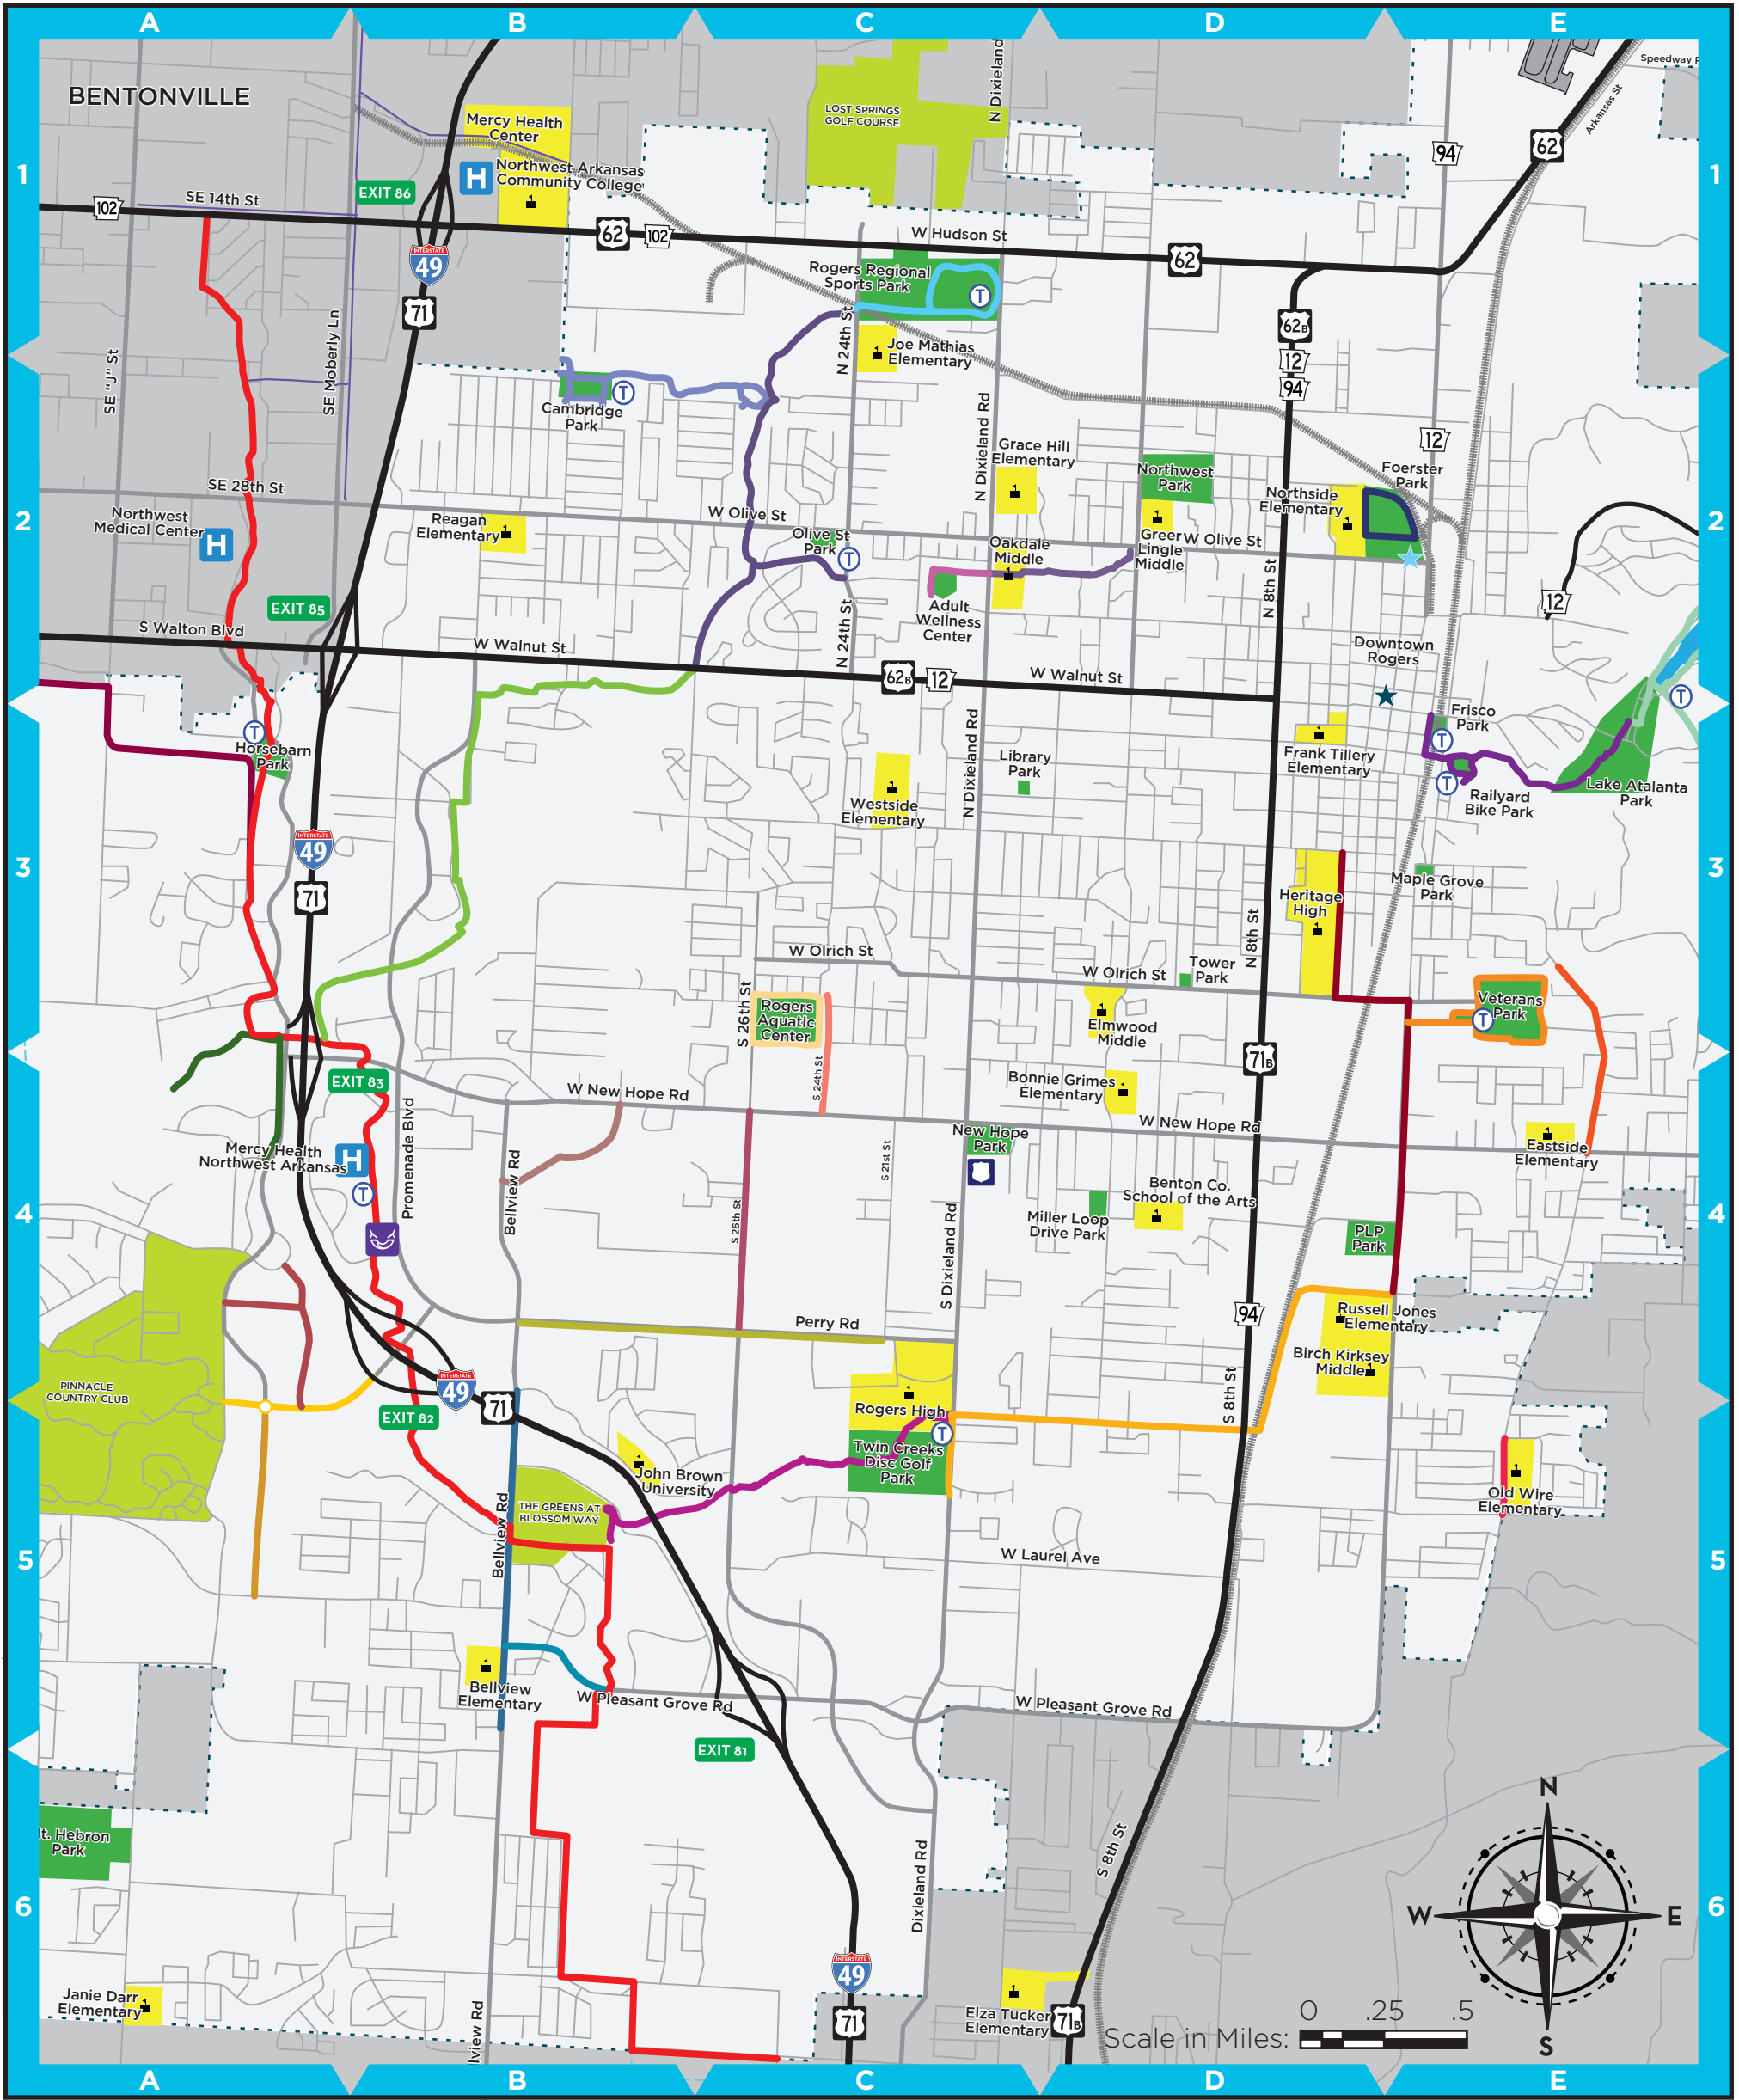 A
B
C
D
E
BENTONVILLE
Speedway
Arkansas St
N Dixieland
LOST SPRINGS
GOLF COURSE
Mercy Health
Center
Northwest Arkansas
Community College
H
EXIT 86
1
1
94
62
102
SE 14th St
62
102
W Hudson St
62
INTERSTATE
49
71
Rogers Regional
Sports Park
T
62B
12
94
SE "J" St
SE Moberly Ln
N 24th St
Joe Mathias
Elementary
Cambridge
Park
T
N Dixieland Rd
12
Grace Hill
Elementary
Northwest
Park
Foerster
Park
Northside
Elementary
SE 28th St
2
2
Northwest
Medical Center
H
Reagan
Elementary
W Olive St
Olive St
Park
T
Oakdale
Middle
Greer
Lingle
Middle
W Olive St
N 8th St
EXIT 85
S Walton Blvd
Adult
Wellness
Center
N 24th St
12
Downtown
Rogers
W Walnut St
62B
12
W Walnut St
T
T
Horsebarn
Park
Frisco
Park
T
Frank Tillery
Elementary
Library
Park
N Dixieland Rd
T
Railyard
Bike Park
Lake Atalanta
Park
Westside
Elementary
INTERSTATE
49
71
3
3
Maple Grove
Park
Heritage
High
N 8th St
W Olrich St
W Olrich St
Tower
Park
S 26th St
Rogers
Aquatic
Center
Veterans
Park
T
Elmwood
Middle
71B
EXIT 83
S 24th St
W New Hope Rd
Bonnie Grimes
Elementary
W New Hope Rd
Promenade Blvd
New Hope
Park
Mercy Health
Northwest Arkansas
H
T
Bellview Rd
S 21st St
Eastside
Elementary
Benton Co.
School of the Arts
4
4
S 26th St
Miller Loop
Drive Park
PLP
Park
S Dixieland Rd
94
Russell Jones
Elementary
Perry Rd
Birch Kirksey
Middle
PINNACLE
COUNTRY CLUB
INTERSTATE
49
71
EXIT 82
Rogers High
T
S 8th St
Twin Creeks
Disc Golf
Park
John Brown
University
Old Wire
Elementary
THE GREENS AT
BLOSSOM WAY
Bellview Rd
W Laurel Ave
5
5
Bellview
Elementary
W Pleasant Grove Rd
W Pleasant Grove Rd
EXIT 81
N
t. Hebron
Park
S 8th St
Dixieland Rd
6
6
W
E
INTERSTATE
49
71
Janie Darr
Elementary
lview Rd
Elza Tucker
Elementary
71B
0 .25 .5
Scale in Miles:
S
A
B
C
D
E